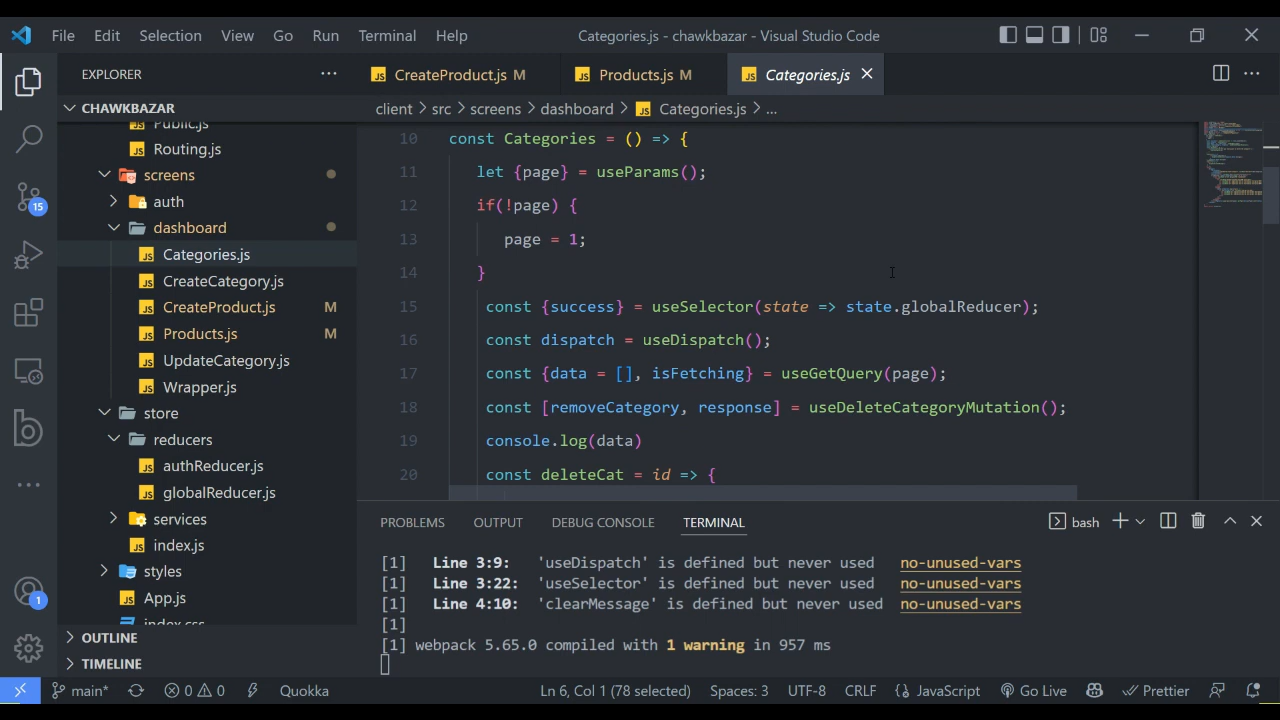 File Edit Selection View Go Run Terminal Help Categories.js - chawkbazar - Visual Studio Code
EXPLORER
CHAWKBAZAR
Public.js
Routing.js
screens
auth
dashboard
Categories.js
CreateCategory.js
CreateProduct.js M
Products.js M
UpdateCategory.js
Wrapper.js
store
reducers
authReducer.js
globalReducer.js
services
index.js
styles
App.js
index.css
OUTLINE
TIMELINE
15
1
CreateProduct.js M Products.js M Categories.js
client > src > screens > dashboard > Categories.js > ...
10 const Categories = () => {
11 let {page} = useParams();
12 if(!page) {
13 page = 1;
14 }
15 const {success} = useSelector(state => state.globalReducer);
16 const dispatch = useDispatch();
17 const {data = [], isFetching} = useGetQuery(page);
18 const [removeCategory, response] = useDeleteCategoryMutation();
19 console.log(data)
20 const deleteCat = id => {
PROBLEMS OUTPUT DEBUG CONSOLE TERMINAL bash
[1] Line 3:9: 'useDispatch' is defined but never used no-unused-vars
[1] Line 3:22: 'useSelector' is defined but never used no-unused-vars
[1] Line 4:10: 'clearMessage' is defined but never used no-unused-vars
[1]
[1] webpack 5.65.0 compiled with 1 warning in 957 ms
main* 0 0 Quokka Ln 6, Col 1 (78 selected) Spaces: 3 UTF-8 CRLF {} JavaScript Go Live Prettier